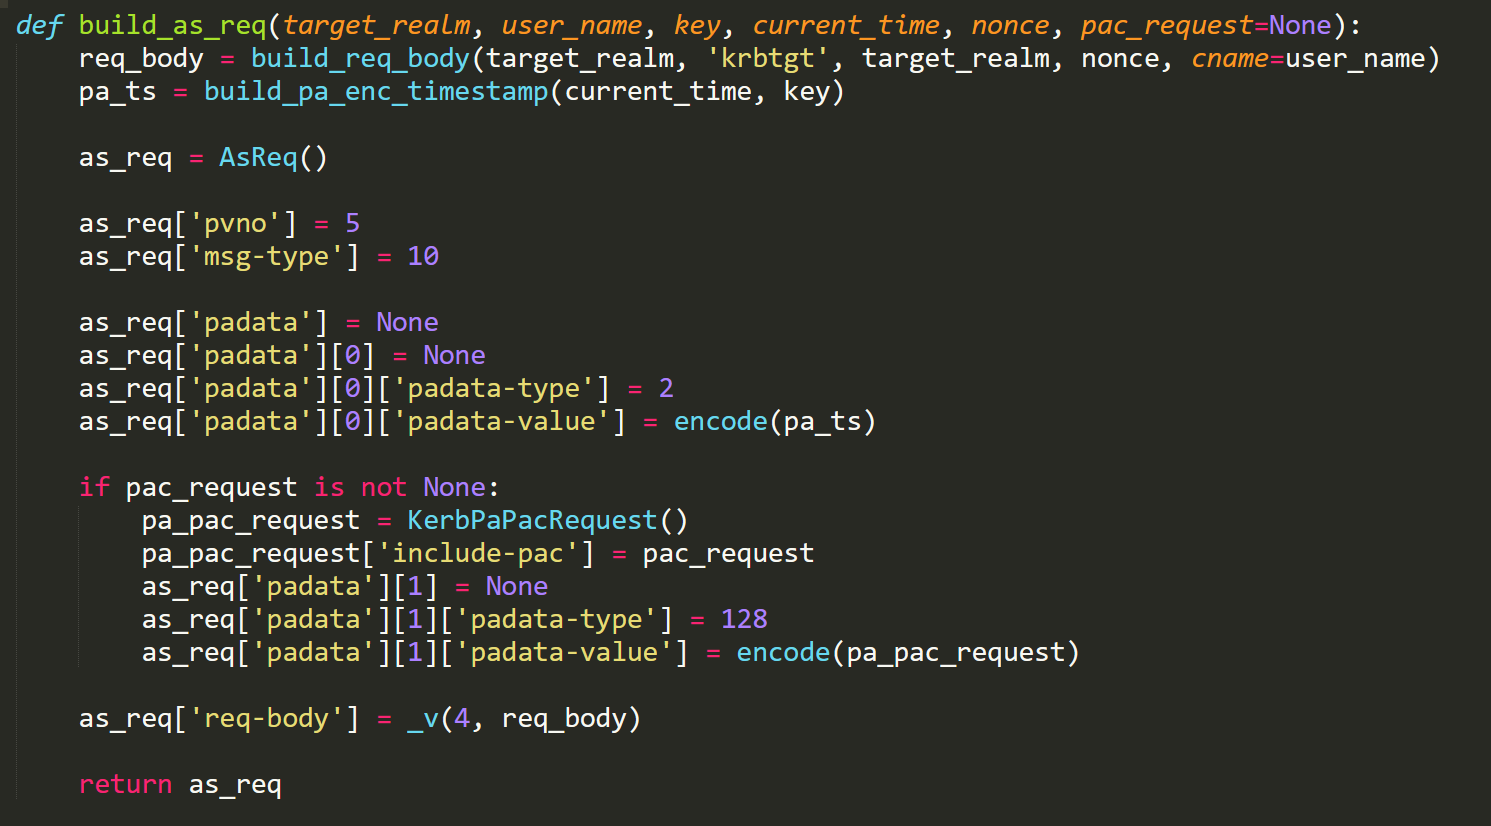 def build_as_req(target_realm, user_name, key, current_time, nonce, pac_request=None):
    req_body = build_req_body(target_realm, 'krbtgt', target_realm, nonce, cname=user_name)
    pa_ts = build_pa_enc_timestamp(current_time, key)

    as_req = AsReq()

    as_req['pvno'] = 5
    as_req['msg-type'] = 10

    as_req['padata'] = None
    as_req['padata'][0] = None
    as_req['padata'][0]['padata-type'] = 2
    as_req['padata'][0]['padata-value'] = encode(pa_ts)

    if pac_request is not None:
        pa_pac_request = KerbPaPacRequest()
        pa_pac_request['include-pac'] = pac_request
        as_req['padata'][1] = None
        as_req['padata'][1]['padata-type'] = 128
        as_req['padata'][1]['padata-value'] = encode(pa_pac_request)

    as_req['req-body'] = _v(4, req_body)

    return as_req